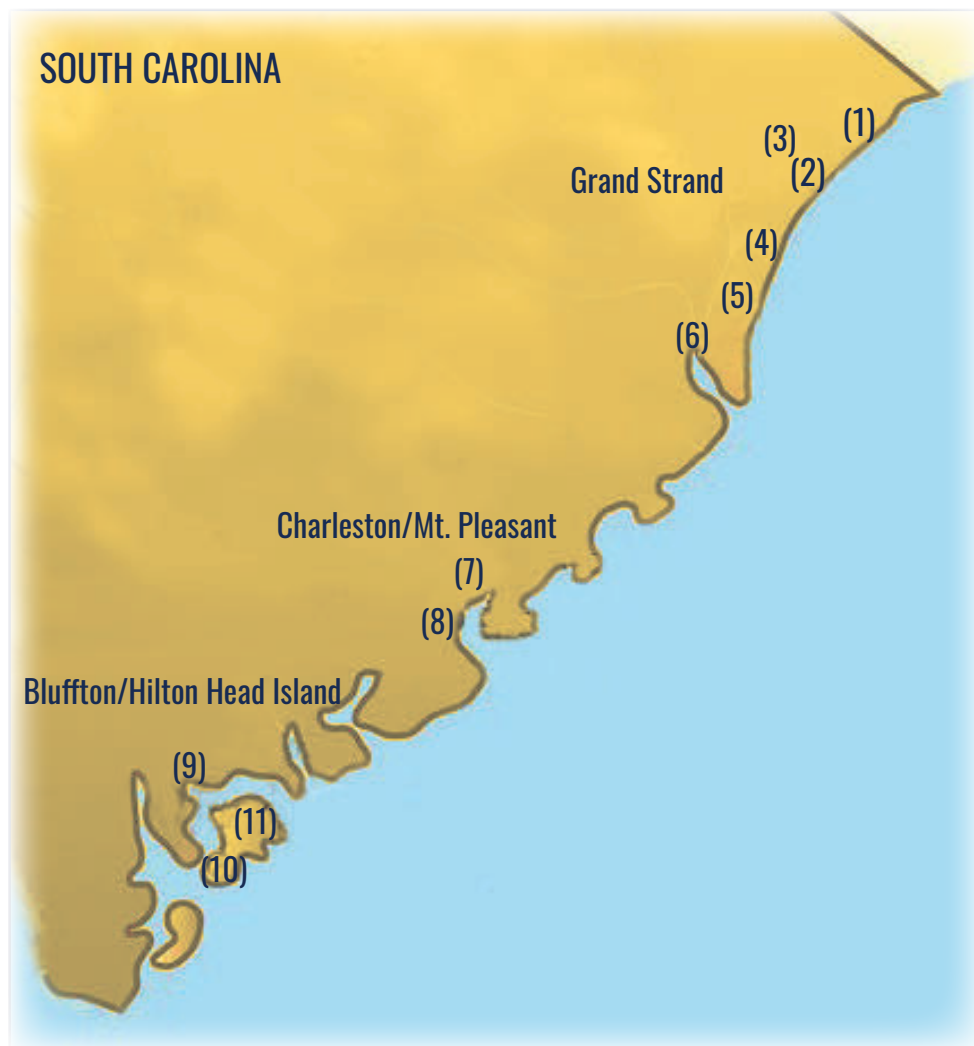 SOUTH CAROLINA
(1)
(3)
(2)
Grand Strand
(4)
(5)
(6)
Charleston/Mt. Pleasant
(7)
(8)
Bluffton/Hilton Head Island
(9)
(11)
(10)